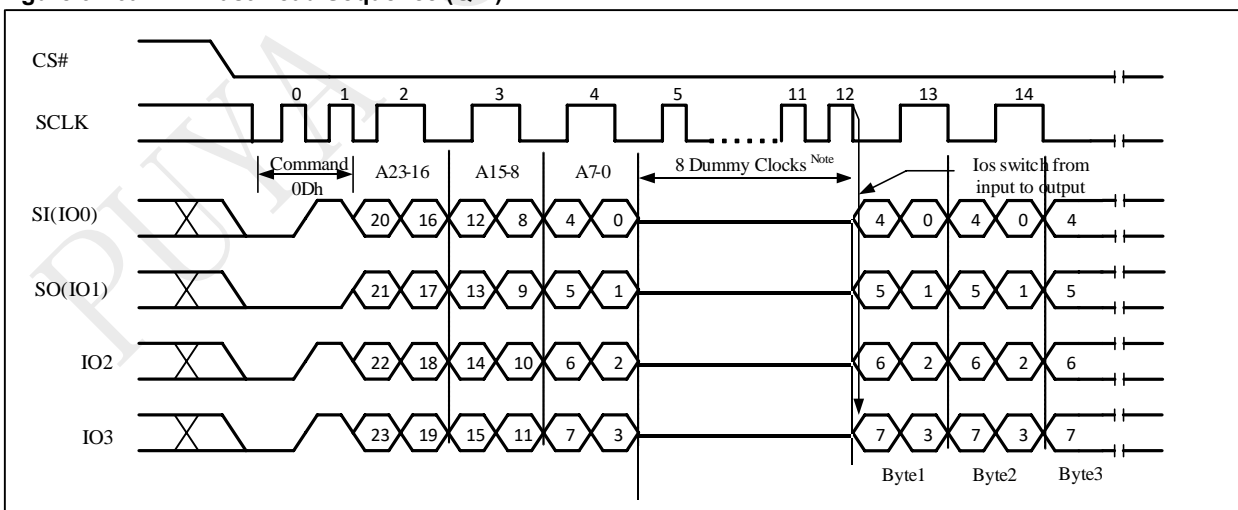 CS#
0 1 2 3 4 5 11 12 13 14
SCLK
Command
0Dh
A23-16
A15-8
A7-0
8 Dummy Clocks Note
Ios switch from
input to output
SI(IO0)
20 16 12 8 4 0 4 0 4 0 4
SO(IO1)
21 17 13 9 5 1 5 1 5 1 5
IO2
22 18 14 10 6 2 6 2 6 2 6
IO3
23 19 15 11 7 3 7 3 7 3 7
Byte1 Byte2 Byte3
PUYA